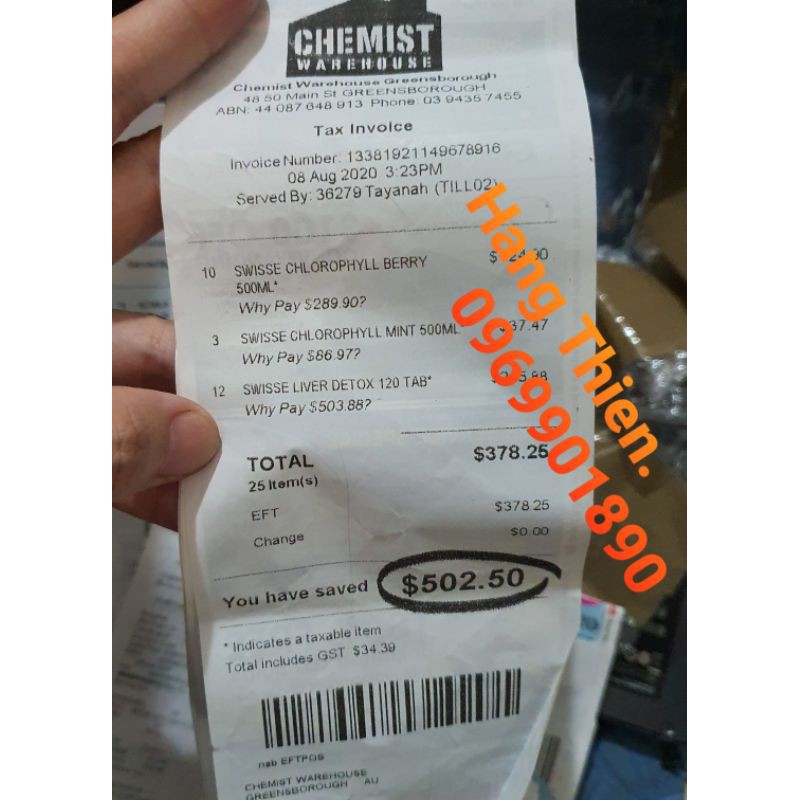 CHEMIST
WAREHOUSE
Chemist Warehouse Greensborough
48 50 Main St GREENSBOROUGH
ABN: 44 087 648 913 Phone: 03 9435 7455
Tax Invoice
Invoice Number: 13381921149678916
08 Aug 2020 3:23PM
Served By: 36279 Tayanah (TILL02)
10 SWISSE CHLOROPHYLL BERRY
500ML*
Why Pay $289.90?
3 SWISSE CHLOROPHYLL MINT 500ML
Why Pay $86.97?
12 SWISSE LIVER DETOX 120 TAB*
Why Pay $503.88?
TOTAL $378.25
25 Item(s)
EFT $378.25
Change $0.00
You have saved $502.50
* Indicates a taxable item
Total includes GST $34.39
nab EFTPOS
CHEMIST WAREHOUSE
GREENSBOROUGH AU
Hang Thien.
0969901890